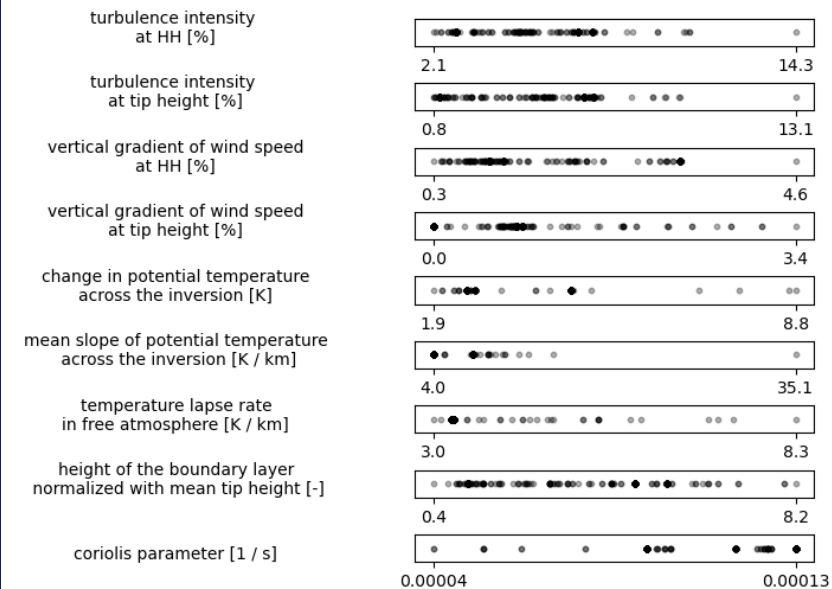 turbulence intensity
at HH [%]
2.1 14.3
turbulence intensity
at tip height [%]
0.8 13.1
vertical gradient of wind speed
at HH [%]
0.3 4.6
vertical gradient of wind speed
at tip height [%]
0.0 3.4
change in potential temperature
across the inversion [K]
1.9 8.8
mean slope of potential temperature
across the inversion [K / km]
4.0 35.1
temperature lapse rate
in free atmosphere [K / km]
3.0 8.3
height of the boundary layer
normalized with mean tip height [-]
0.4 8.2
coriolis parameter [1 / s]
0.00004 0.00013